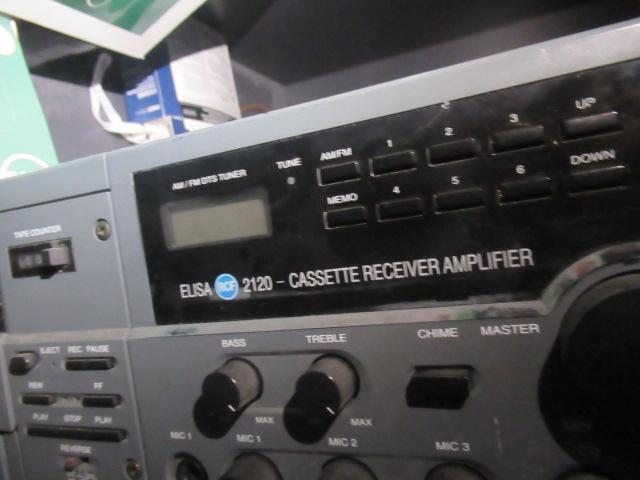 AM / FM DTS TUNER
TUNE
AM/FM
1
2
3
UP
MEMO
4
5
6
DOWN
TAPE COUNTER
ELISA RCF 2120 - CASSETTE RECEIVER AMPLIFIER
BASS
TREBLE
CHIME
MASTER
EJECT REC PAUSE
REW
FF
PLAY STOP PLAY
REVERSE
MAX
MAX
MIC 1
MIC 1
MIC 2
MIC 3